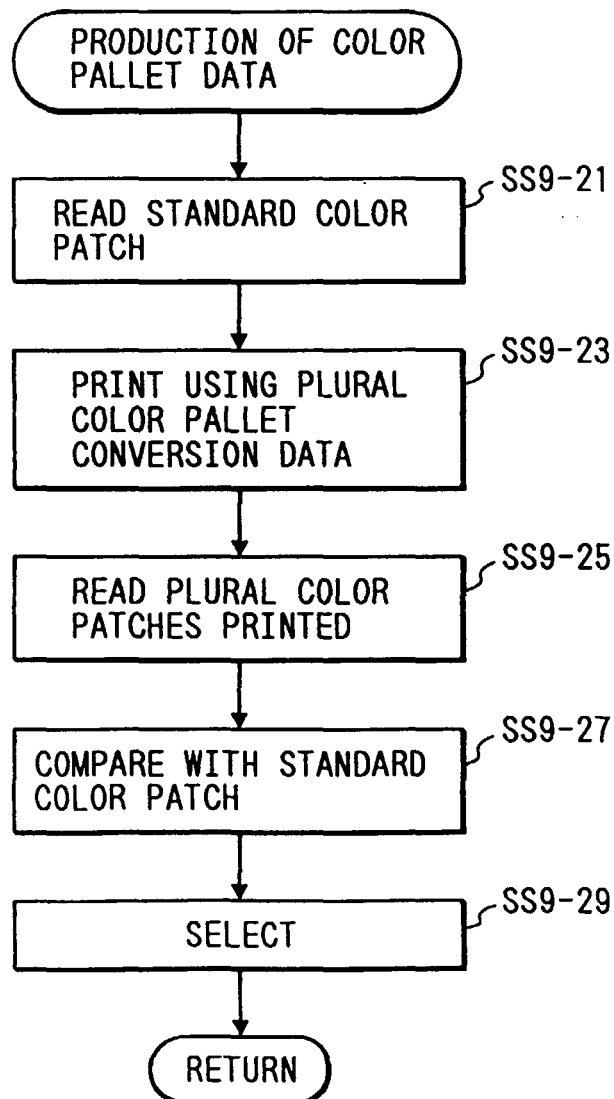 PRODUCTION OF COLOR
PALLET DATA
SS9-21
READ STANDARD COLOR
PATCH
SS9-23
PRINT USING PLURAL
COLOR PALLET
CONVERSION DATA
SS9-25
READ PLURAL COLOR
PATCHES PRINTED
SS9-27
COMPARE WITH STANDARD
COLOR PATCH
SS9-29
SELECT
RETURN